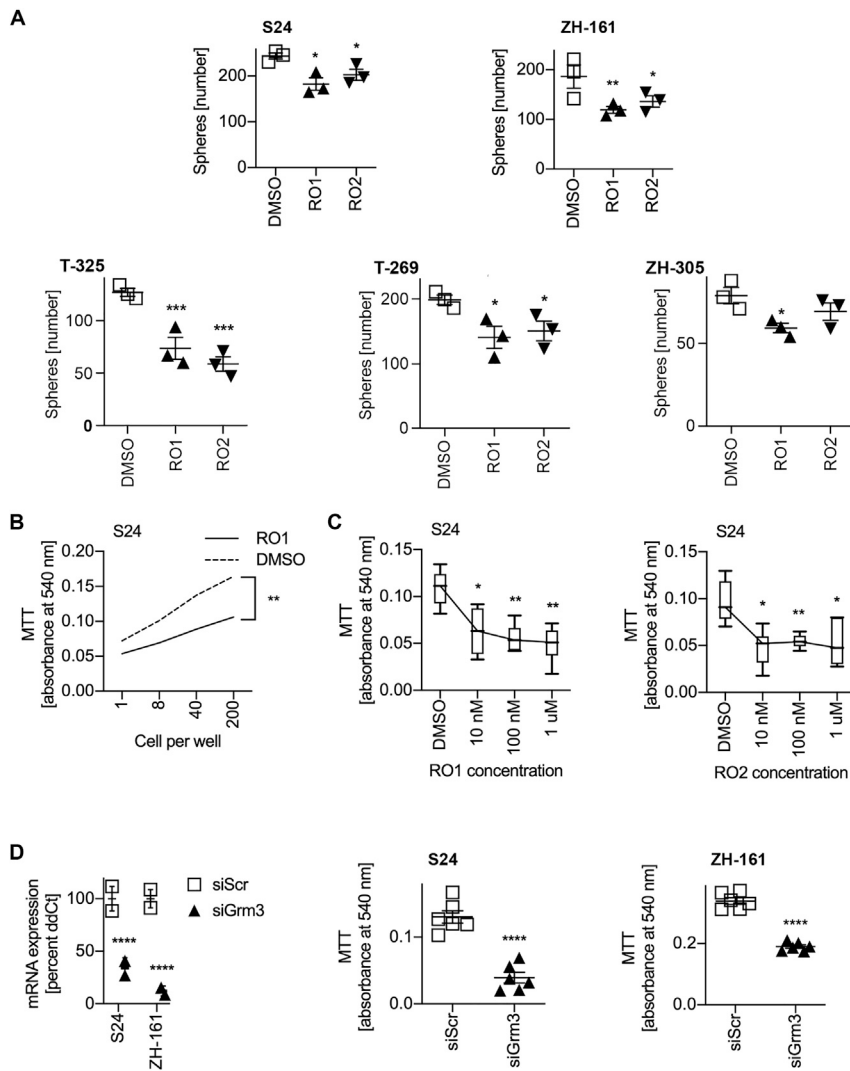 A
S24
Spheres [number]
200
100
0
* *
DMSO
RO1
RO2
ZH-161
Spheres [number]
200
100
0
** *
DMSO
RO1
RO2
T-325
Spheres [number]
100
50
0
*** ***
DMSO
RO1
RO2
T-269
Spheres [number]
200
100
0
* *
DMSO
RO1
RO2
ZH-305
Spheres [number]
50
0
*
DMSO
RO1
RO2
B
S24
RO1
DMSO
MTT
[absorbance at 540 nm]
0.20
0.15
0.10
0.05
0.00
**
1
8
40
200
Cell per well
C
S24
MTT
[absorbance at 540 nm]
0.15
0.10
0.05
0.00
* ** **
DMSO
10 nM
100 nM
1 uM
RO1 concentration
S24
MTT
[absorbance at 540 nm]
0.15
0.10
0.05
0.00
* ** *
DMSO
10 nM
100 nM
1 uM
RO2 concentration
D
mRNA expression
[percent ddCt]
100
50
0
**** ****
S24
ZH-161
siScr
siGrm3
S24
MTT
[absorbance at 540 nm]
0.1
0.0
****
siScr
siGrm3
ZH-161
MTT
[absorbance at 540 nm]
0.2
0.0
****
siScr
siGrm3